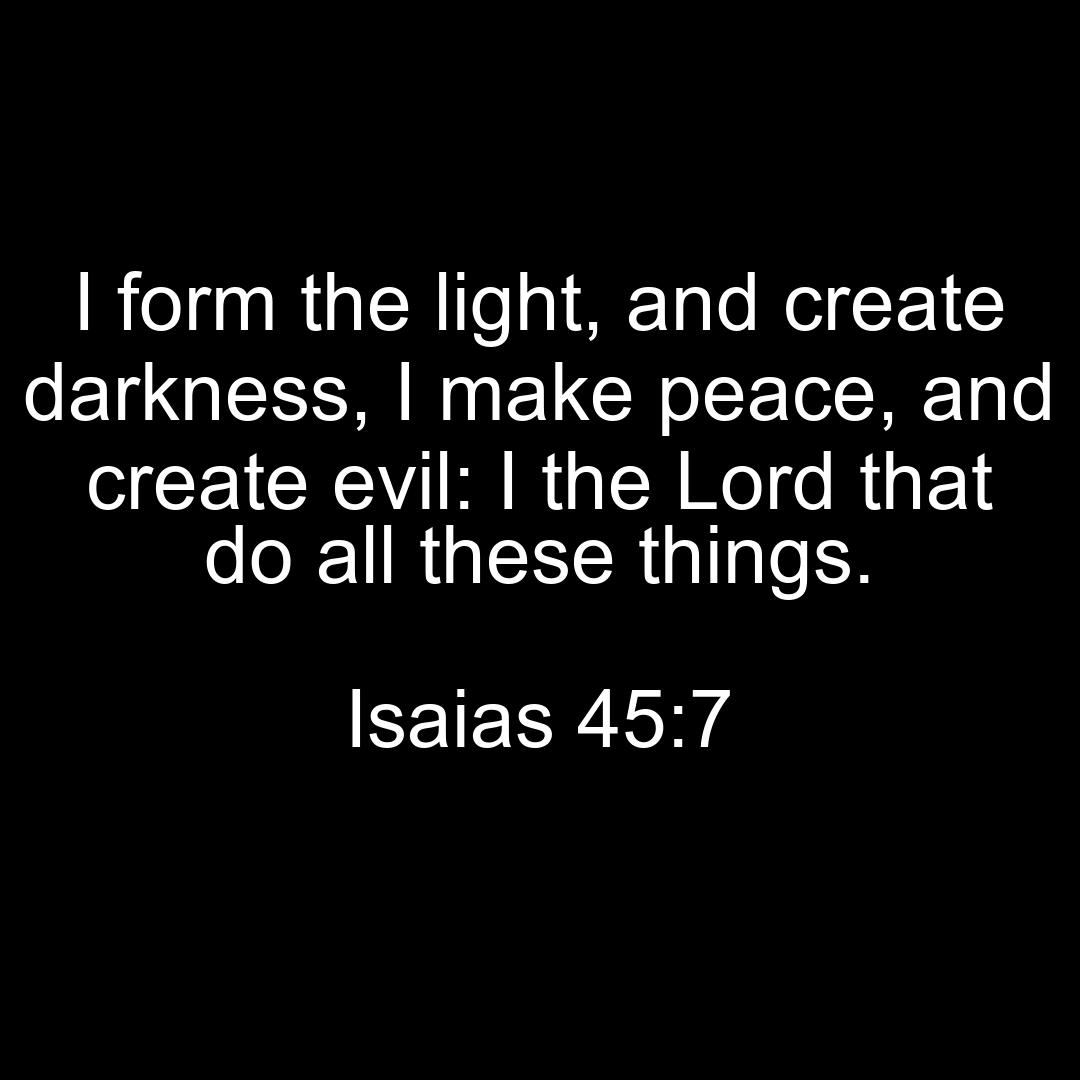 I form the light, and create
darkness, I make peace, and
create evil: I the Lord that
do all these things.
Isaias 45:7